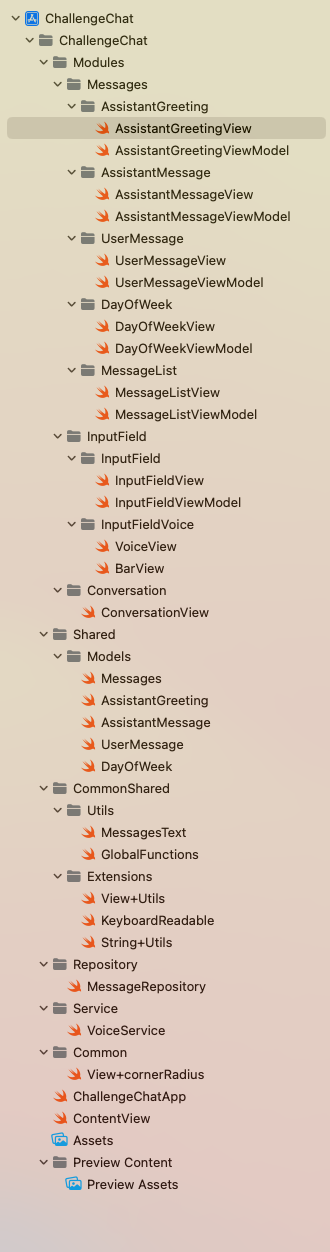 ChallengeChat
ChallengeChat
Modules
Messages
AssistantGreeting
AssistantGreetingView
AssistantGreetingViewModel
AssistantMessage
AssistantMessageView
AssistantMessageViewModel
UserMessage
UserMessageView
UserMessageViewModel
DayOfWeek
DayOfWeekView
DayOfWeekViewModel
MessageList
MessageListView
MessageListViewModel
InputField
InputField
InputFieldView
InputFieldViewModel
InputFieldVoice
VoiceView
BarView
Conversation
ConversationView
Shared
Models
Messages
AssistantGreeting
AssistantMessage
UserMessage
DayOfWeek
CommonShared
Utils
MessagesText
GlobalFunctions
Extensions
View+Utils
KeyboardReadable
String+Utils
Repository
MessageRepository
Service
VoiceService
Common
View+cornerRadius
ChallengeChatApp
ContentView
Assets
Preview Content
Preview Assets